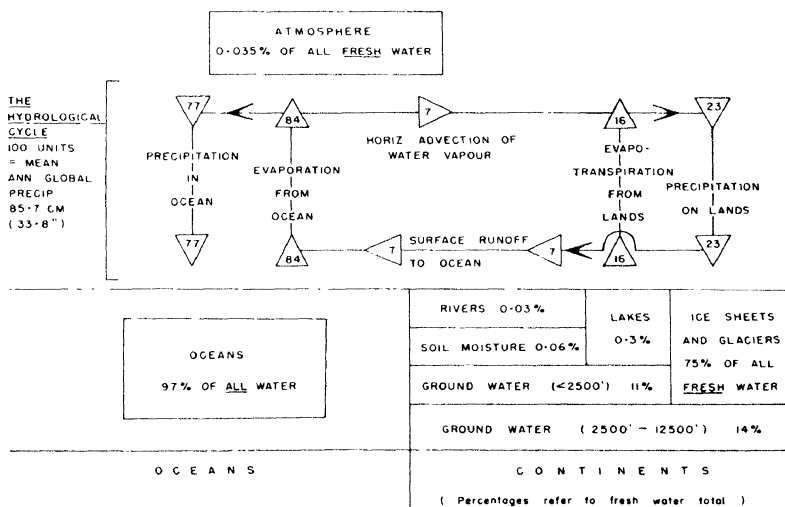 ATMOSPHERE
0·035% OF ALL FRESH WATER
THE
HYDROLOGICAL
CYCLE
100 UNITS
= MEAN
ANN GLOBAL
PRECIP
85·7 CM
(33·8")
77
84
7
16
23
PRECIPITATION
IN
OCEAN
EVAPORATION
FROM
OCEAN
HORIZ ADVECTION OF
WATER VAPOUR
EVAPO-
TRANSPIRATION
FROM
LANDS
PRECIPITATION
ON LANDS
77
84
7
SURFACE RUNOFF
TO OCEAN
7
16
23
OCEANS
97% OF ALL WATER
RIVERS 0·03%
SOIL MOISTURE 0·06%
LAKES
0·3%
ICE SHEETS
AND GLACIERS
75% OF ALL
FRESH WATER
GROUND WATER (<2500') 11%
GROUND WATER (2500' – 12500') 14%
OCEANS
CONTINENTS
( Percentages refer to fresh water total )